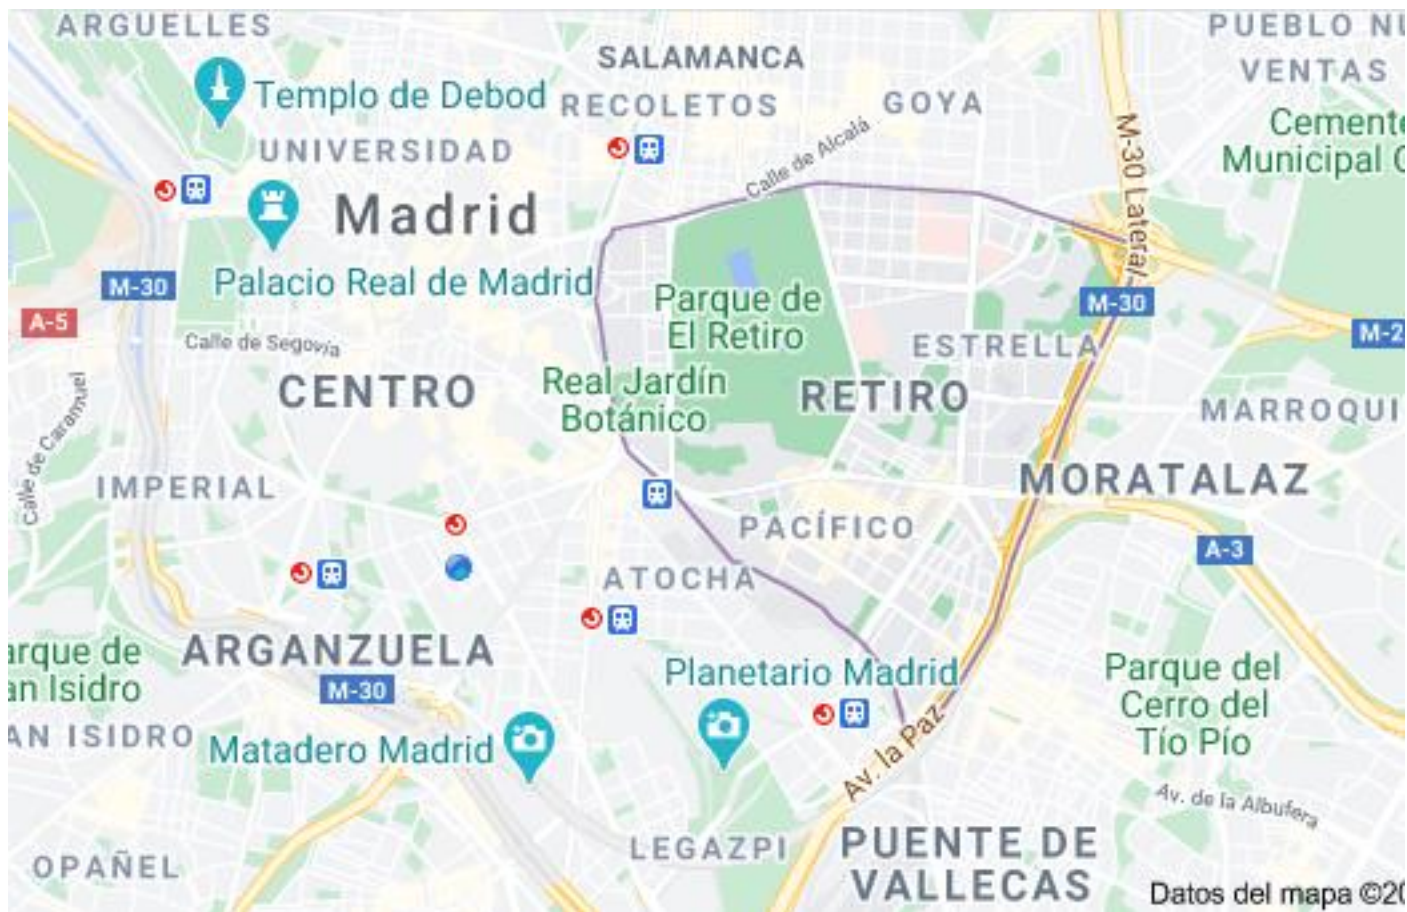 ARGUELLES
PUEBLO NU
SALAMANCA
VENTAS
Templo de Debod
RECOLETOS
GOYA
Cemente
Municipal C
UNIVERSIDAD
Calle de Alcalá
M-30 Lateral
Madrid
Palacio Real de Madrid
M-30
Parque de
El Retiro
M-30
A-5
M-2
Calle de Segovia
ESTRELLA
CENTRO
Real Jardín
Botánico
RETIRO
MARROQUI
Calle de Caramuel
IMPERIAL
MORATALAZ
PACÍFICO
A-3
ATOCHA
arque de
an Isidro
ARGANZUELA
M-30
Planetario Madrid
Parque del
Cerro del
Tío Pío
AN ISIDRO
Matadero Madrid
Av. la Paz
Av. de la Albufera
LEGAZPI
PUENTE DE
VALLECAS
OPAÑEL
Datos del mapa ©20